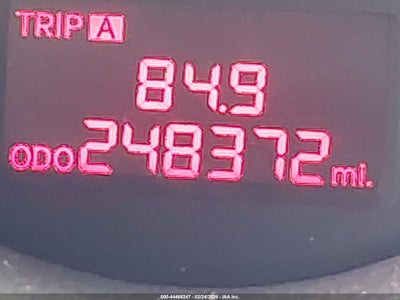 TRIP A
84.9
ODO 248372 mi.
000-44468247 - 02/24/2026 - IAA Inc.